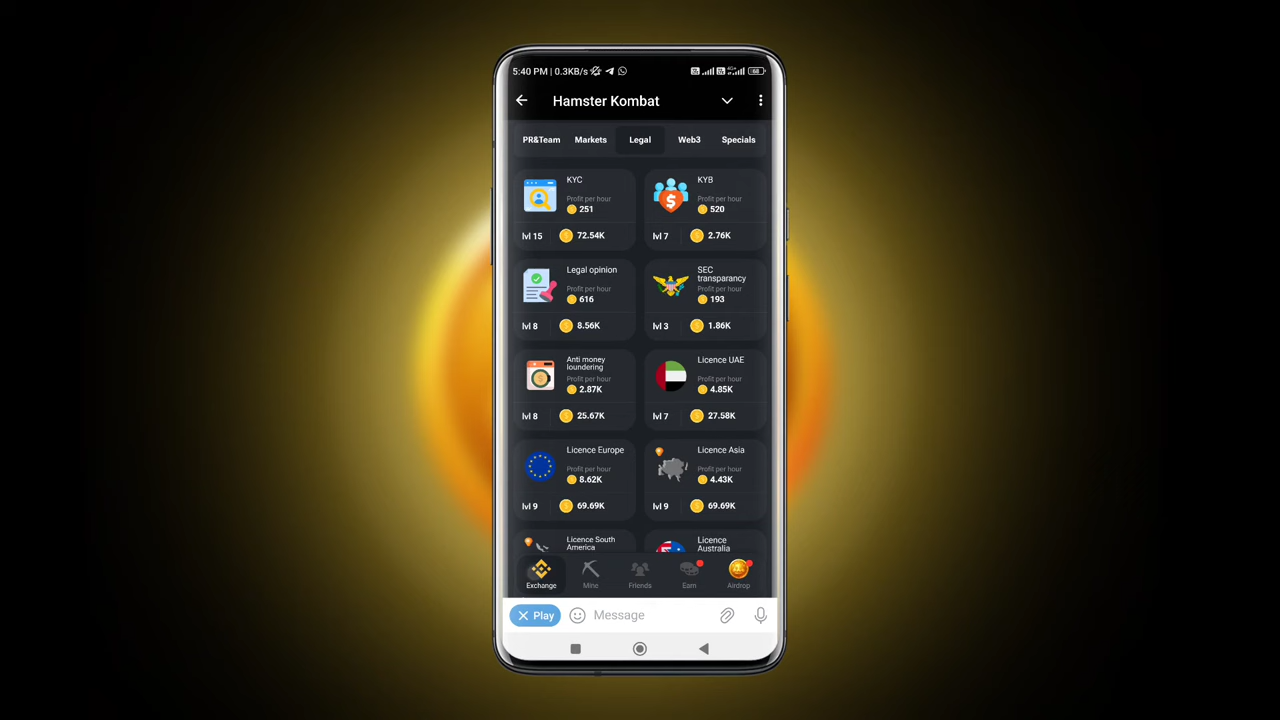 5:40 PM | 0.3KB/s
Hamster Kombat
PR&Team Markets Legal Web3 Specials
KYC
Profit per hour
251
lvl 15 72.54K
KYB
Profit per hour
520
lvl 7 2.76K
Legal opinion
Profit per hour
616
lvl 8 8.56K
SEC
transparancy
Profit per hour
193
lvl 3 1.86K
Anti money
loundering
Profit per hour
2.87K
lvl 8 25.67K
Licence UAE
Profit per hour
4.85K
lvl 7 27.58K
Licence Europe
Profit per hour
8.62K
lvl 9 69.69K
Licence Asia
Profit per hour
4.43K
lvl 9 69.69K
Licence South
America
Licence
Australia
Exchange Mine Friends Earn Airdrop
Play Message